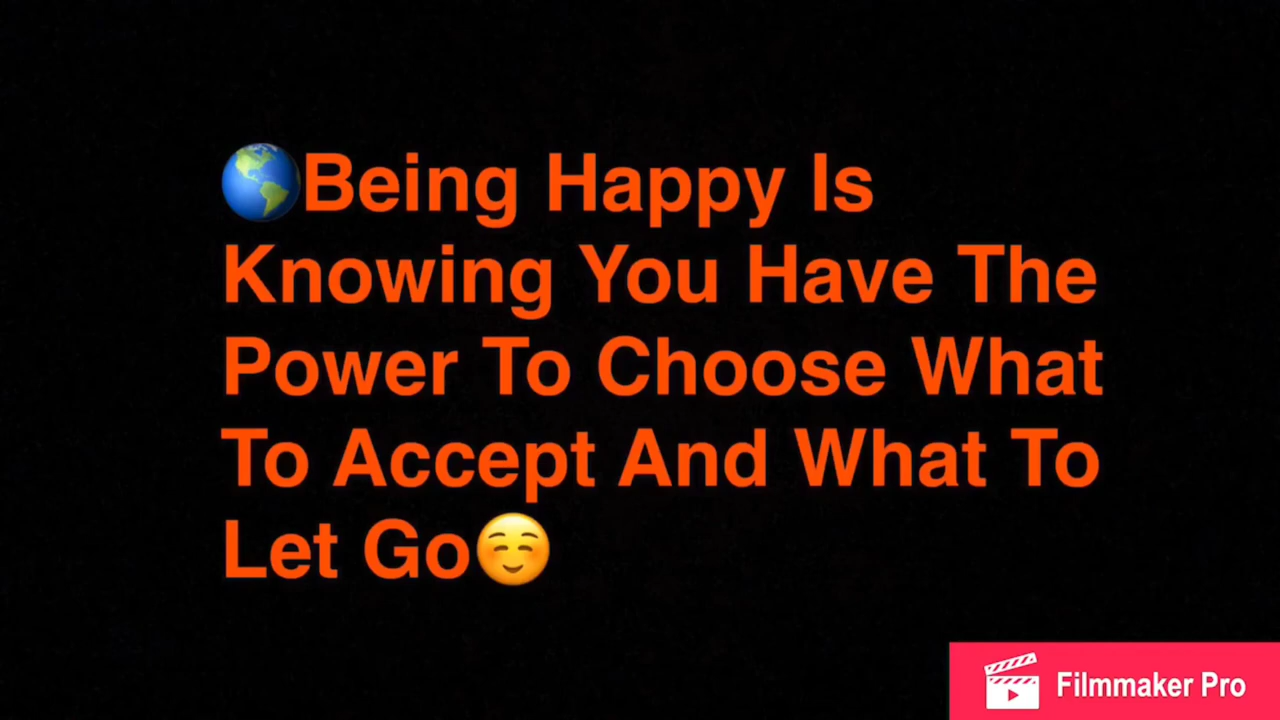 🌎Being Happy Is
Knowing You Have The
Power To Choose What
To Accept And What To
Let Go☺️
Filmmaker Pro